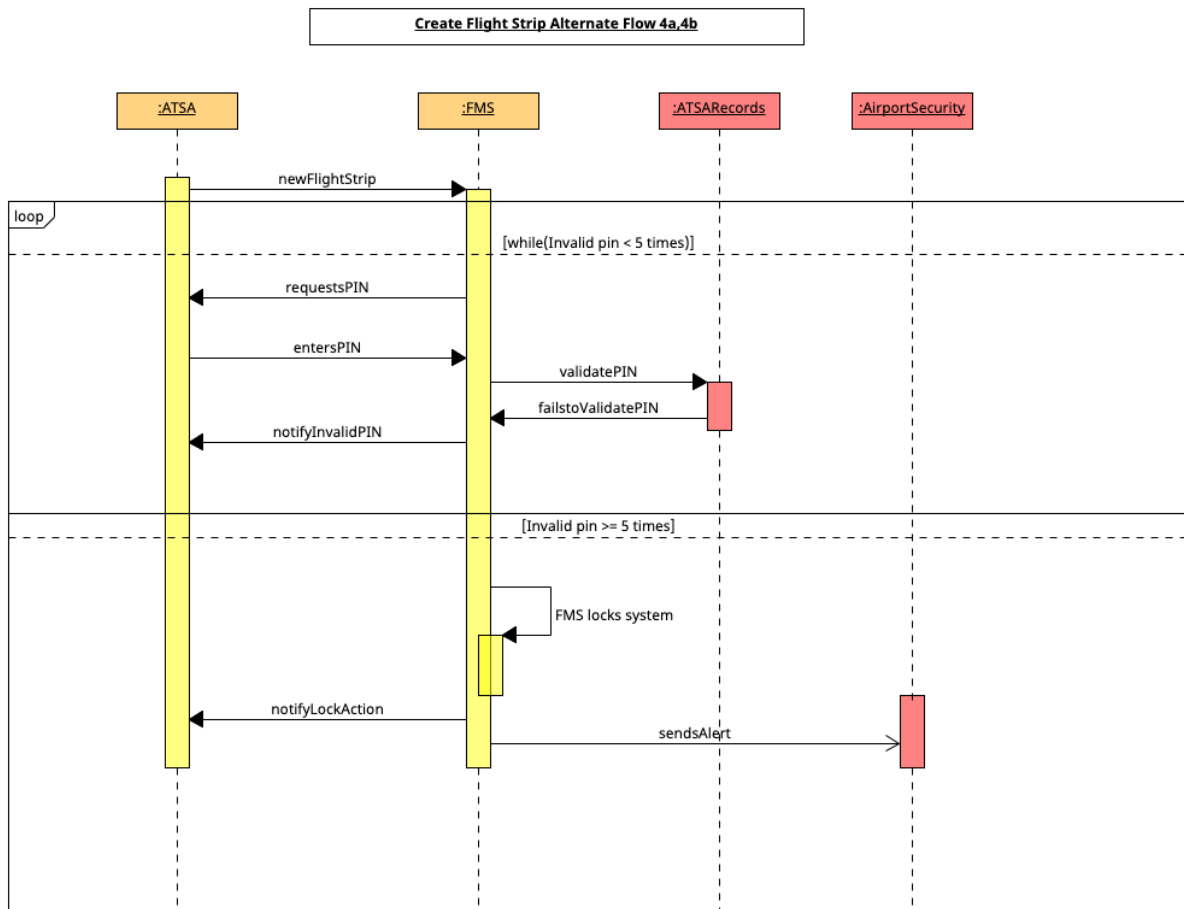 Create Flight Strip Alternate Flow 4a,4b
:ATSA
:FMS
:ATSARecords
:AirportSecurity
newFlightStrip
loop
[while(Invalid pin < 5 times)]
requestsPIN
entersPIN
validatePIN
failstoValidatePIN
notifyInvalidPIN
[Invalid pin >= 5 times]
FMS locks system
notifyLockAction
sendsAlert